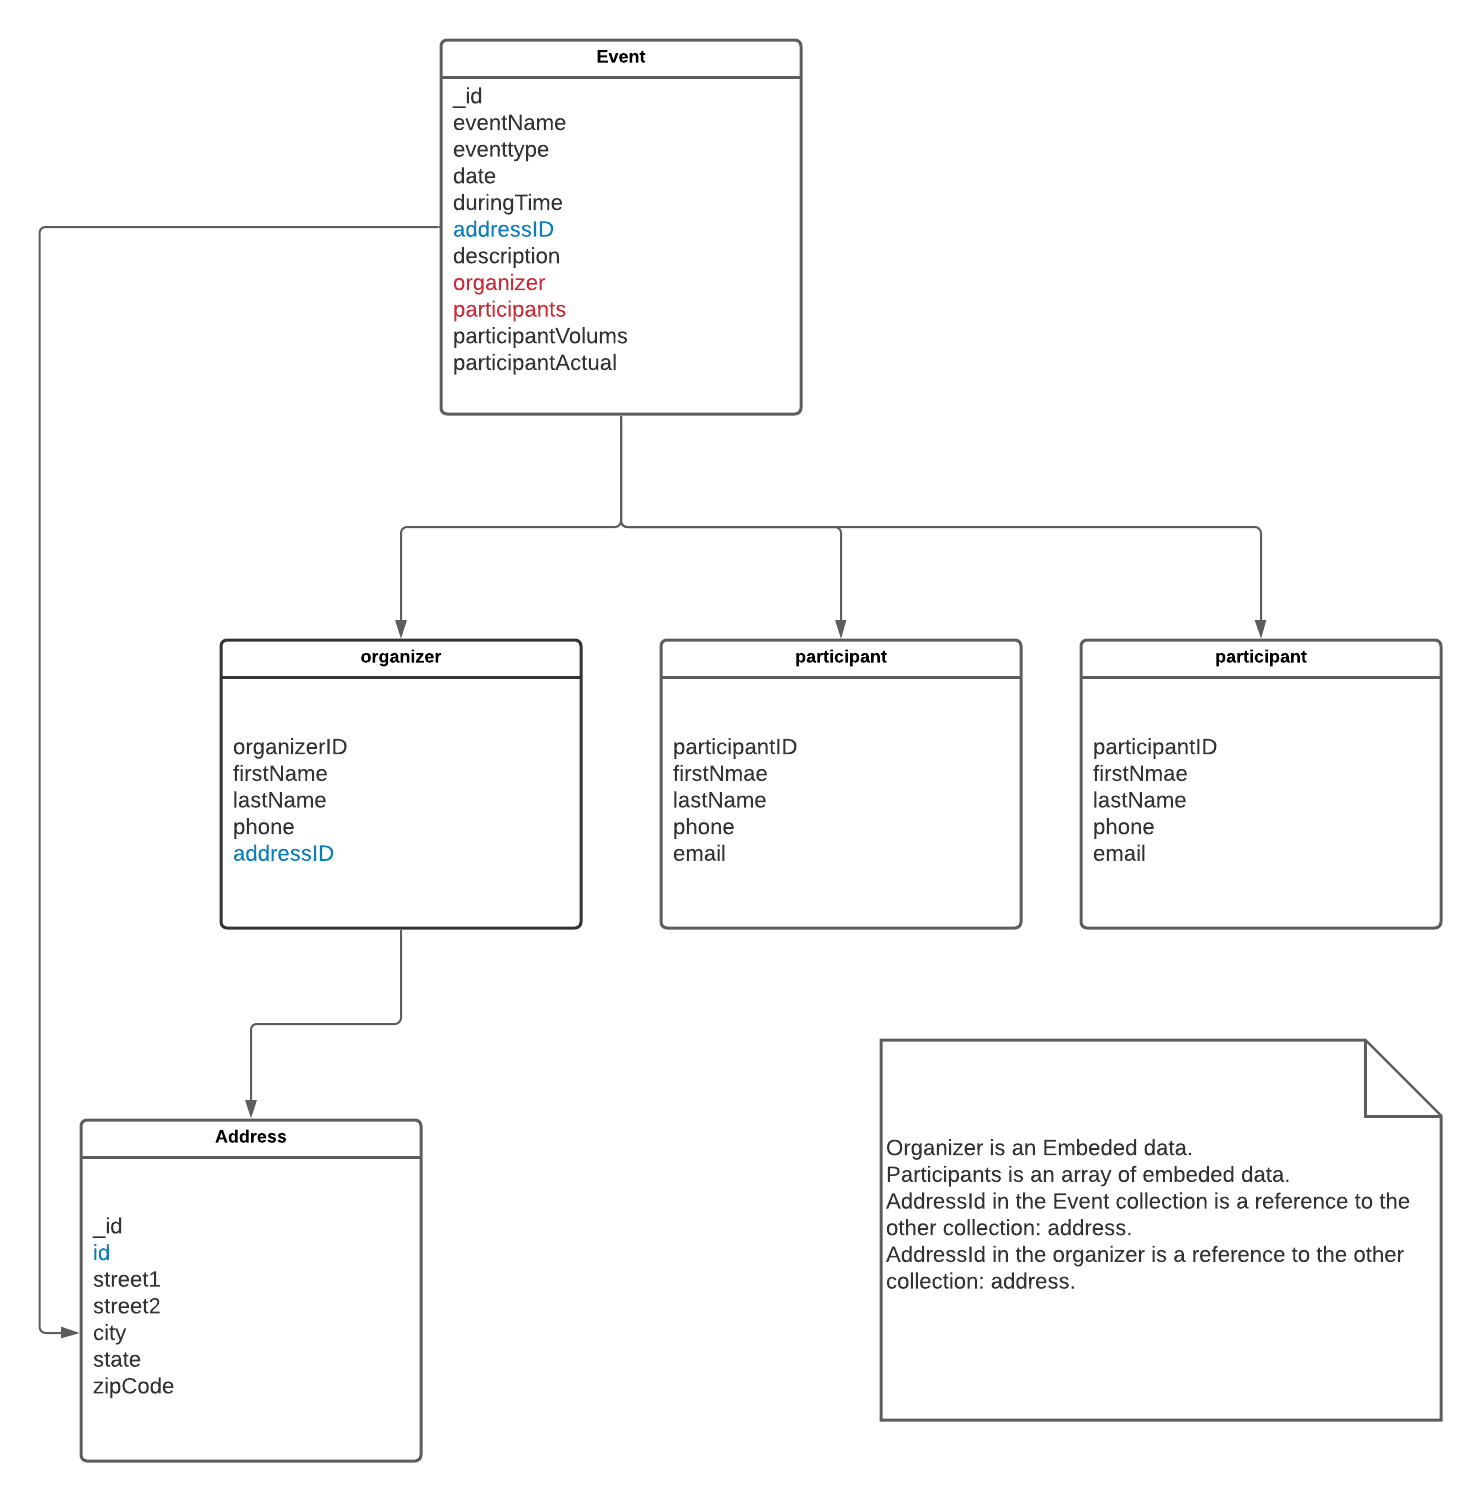 Event
_id
eventName
eventtype
date
duringTime
addressID
description
organizer
participants
participantVolums
participantActual
organizer
organizerID
firstName
lastName
phone
addressID
participant
participantID
firstNmae
lastName
phone
email
participant
participantID
firstNmae
lastName
phone
email
Address
_id
id
street1
street2
city
state
zipCode
Organizer is an Embeded data.
Participants is an array of embeded data.
AddressId in the Event collection is a reference to the
other collection: address.
AddressId in the organizer is a reference to the other
collection: address.